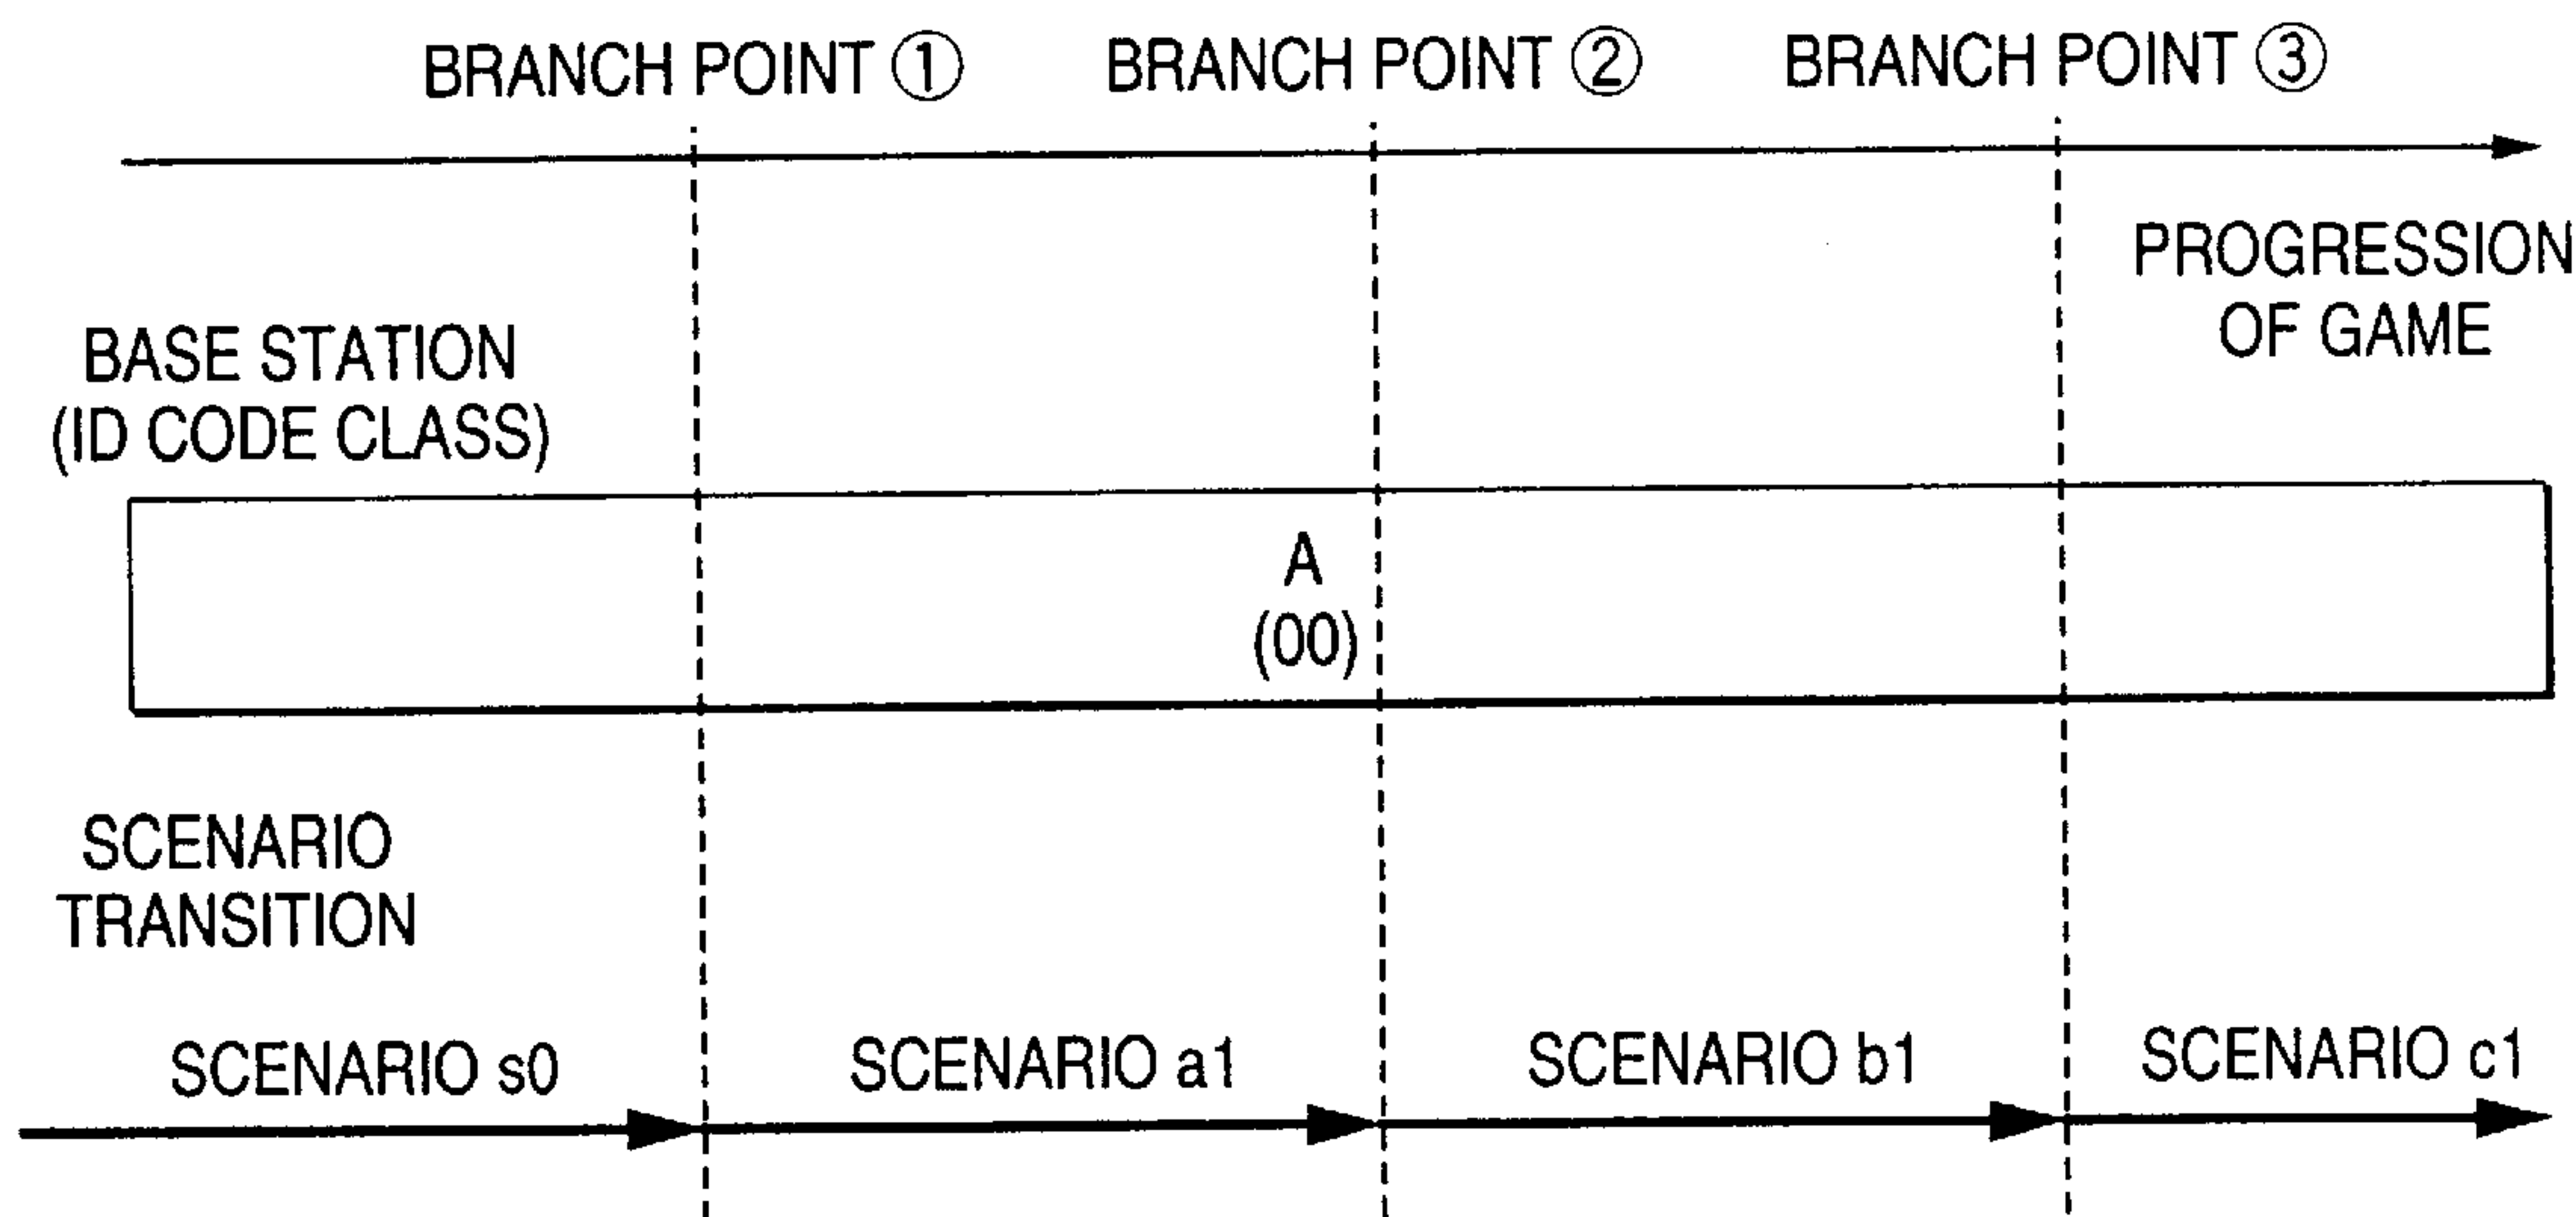 BRANCH POINT ① BRANCH POINT ② BRANCH POINT ③
PROGRESSION
OF GAME
BASE STATION
(ID CODE CLASS)
A
(00)
SCENARIO
TRANSITION
SCENARIO s0 SCENARIO a1 SCENARIO b1 SCENARIO c1